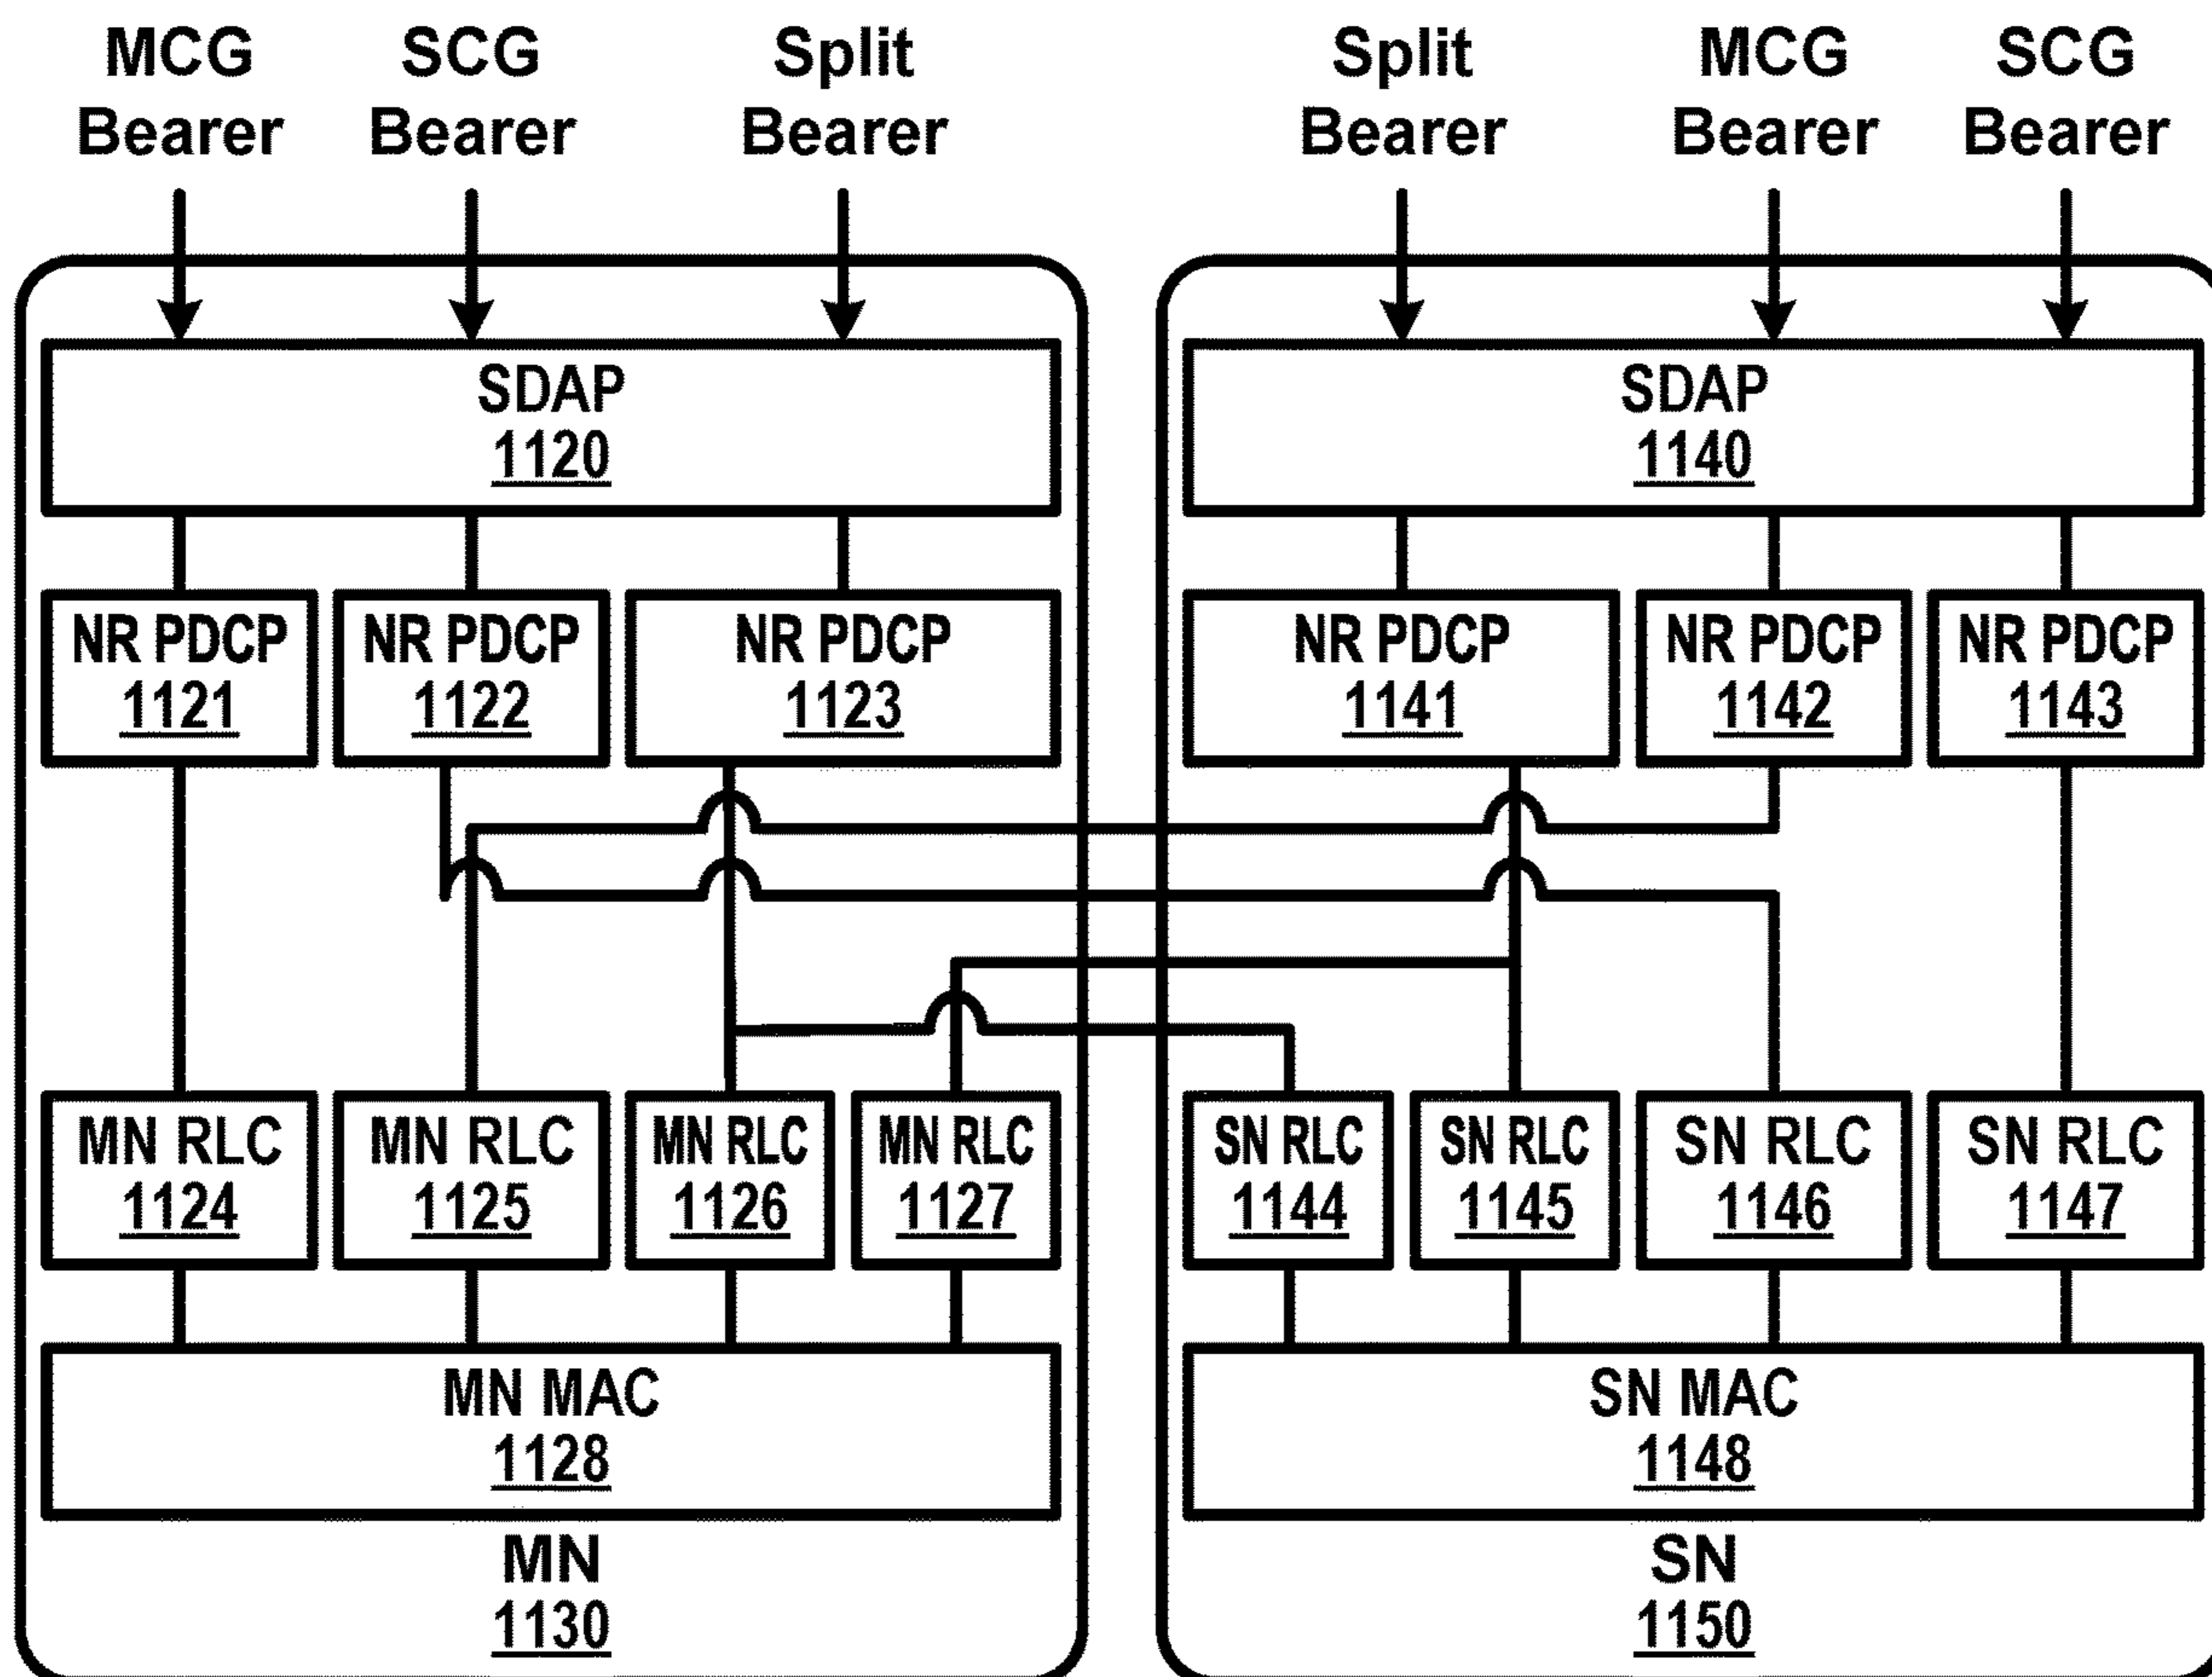 MCG Bearer
SCG Bearer
Split Bearer
Split Bearer
MCG Bearer
SCG Bearer
SDAP
1120
SDAP
1140
NR PDCP
1121
NR PDCP
1122
NR PDCP
1123
NR PDCP
1141
NR PDCP
1142
NR PDCP
1143
MN RLC
1124
MN RLC
1125
MN RLC
1126
MN RLC
1127
SN RLC
1144
SN RLC
1145
SN RLC
1146
SN RLC
1147
MN MAC
1128
SN MAC
1148
MN
1130
SN
1150